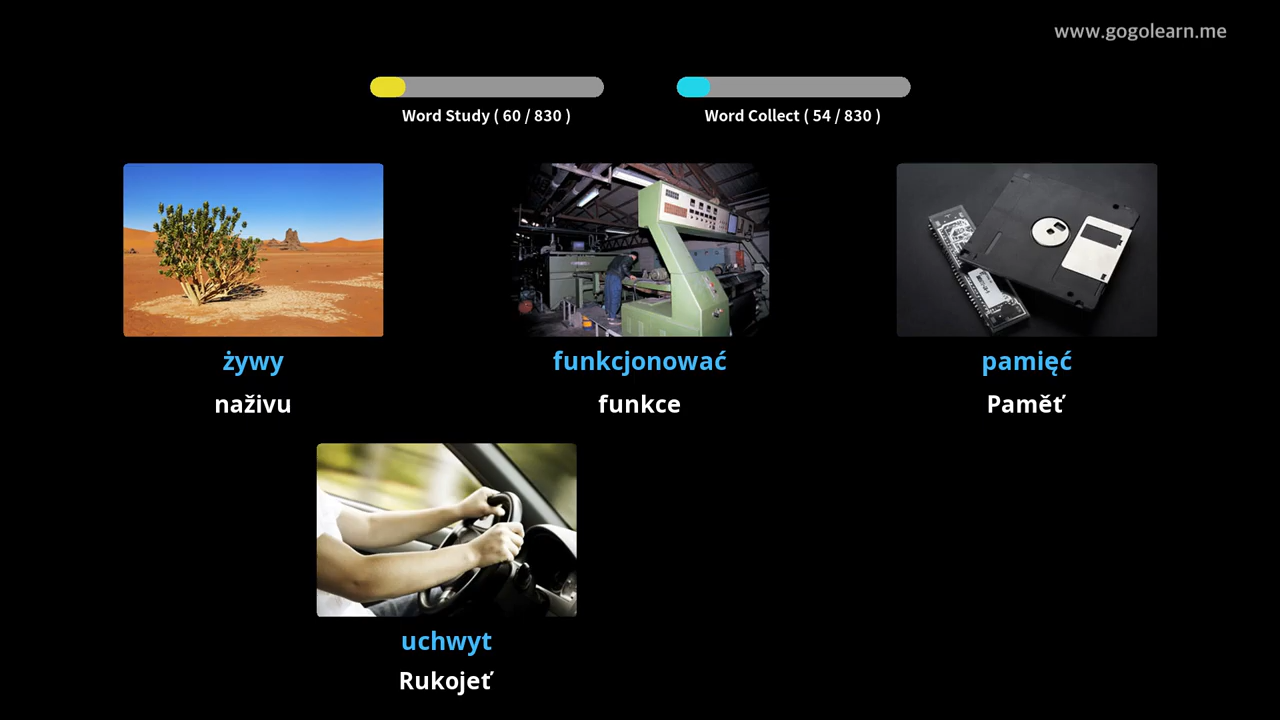 www.gogolearn.me
Word Study ( 60 / 830 )
Word Collect ( 54 / 830 )
żywy
naživu
funkcjonować
funkce
pamięć
Paměť
uchwyt
Rukojeť